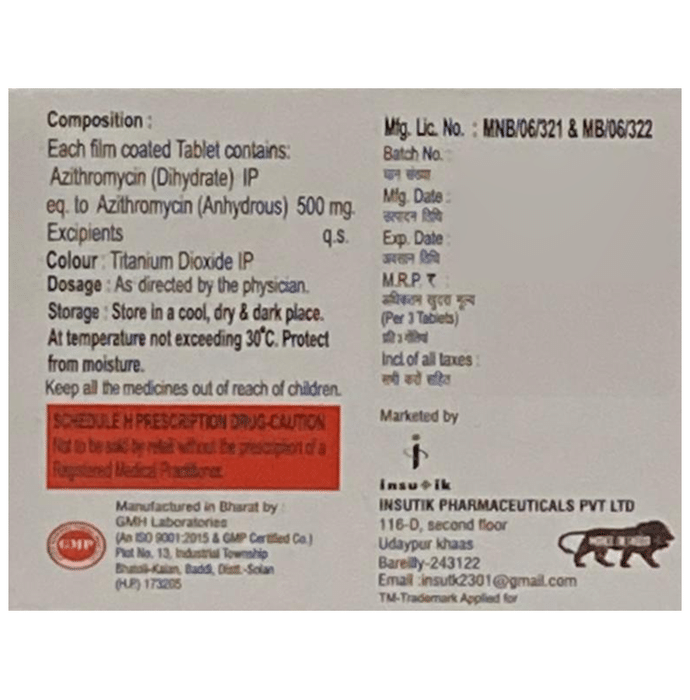 Composition :
Each film coated Tablet contains:
Azithromycin (Dihydrate) IP
eq. to Azithromycin (Anhydrous) 500 mg.
Excipients q.s.
Colour : Titanium Dioxide IP
Dosage : As directed by the physician.
Storage : Store in a cool, dry & dark place.
At temperature not exceeding 30°C. Protect
from moisture.
Keep all the medicines out of reach of children.
SCHEDULE H PRESCRIPTION DRUG-CAUTION
Not to be sold by retail without the prescription of a
Registered Medical Practitioner.
GMP
Manufactured in Bharat by :
GMH Laboratories
(An ISO 9001:2015 & GMP Certified Co.)
Plot No. 13, Industrial Township
Bhatoli-Kalan, Baddi, Distt.-Solan
(H.P.) 173205
Mfg. Lic. No. : MNB/06/321 & MB/06/322
Batch No. :
घान संख्या
Mfg. Date :
उत्पादन तिथि
Exp. Date :
अवसान तिथि
M.R.P. ₹ :
अधिकतम खुदरा मूल्य
(Per 3 Tablets)
प्रति 3 गोलियां
Incl. of all taxes :
सभी करों सहित
Marketed by
insutik
INSUTIK PHARMACEUTICALS PVT LTD
116-D, second floor
Udaypur khaas
Bareilly-243122
Email :insutk2301@gmail.com
TM-Trademark Applied for
MAKE IN INDIA